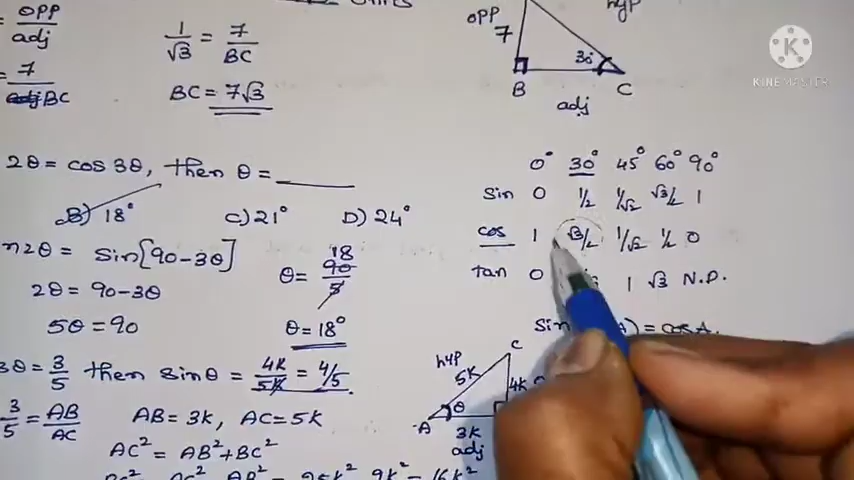 = opp/adj
opp
hyp
7
30°
B
C
adj
= 7/BC
1/√3 = 7/BC
BC = 7√3
KINEMASTER
2θ = cos 3θ, then θ =
B) 18°
C) 21°
D) 24°
n2θ = sin[90-3θ]
2θ = 90-3θ
5θ = 90
θ = 90/5
18
θ = 18°
0° 30° 45° 60° 90°
sin 0 1/2 1/√2 √3/2 1
cos 1 √3/2 1/√2 1/2 0
tan 0 1 √3 N.D.
Sin A) = cos A.
3θ = 3/5 then sinθ = 4K/5K = 4/5
3/5 = AB/AC
AB = 3K, AC = 5K
AC² = AB² + BC²
hyp
5K
C
4K
A
θ
3K
adj